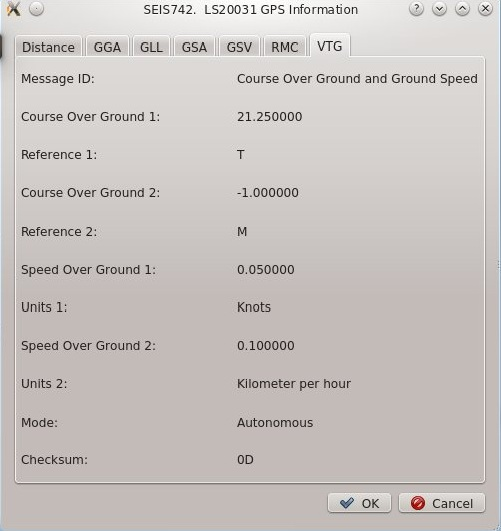 SEIS742. LS20031 GPS Information
Distance GGA GLL GSA GSV RMC VTG
Message ID: Course Over Ground and Ground Speed
Course Over Ground 1: 21.250000
Reference 1: T
Course Over Ground 2: -1.000000
Reference 2: M
Speed Over Ground 1: 0.050000
Units 1: Knots
Speed Over Ground 2: 0.100000
Units 2: Kilometer per hour
Mode: Autonomous
Checksum: 0D
OK Cancel